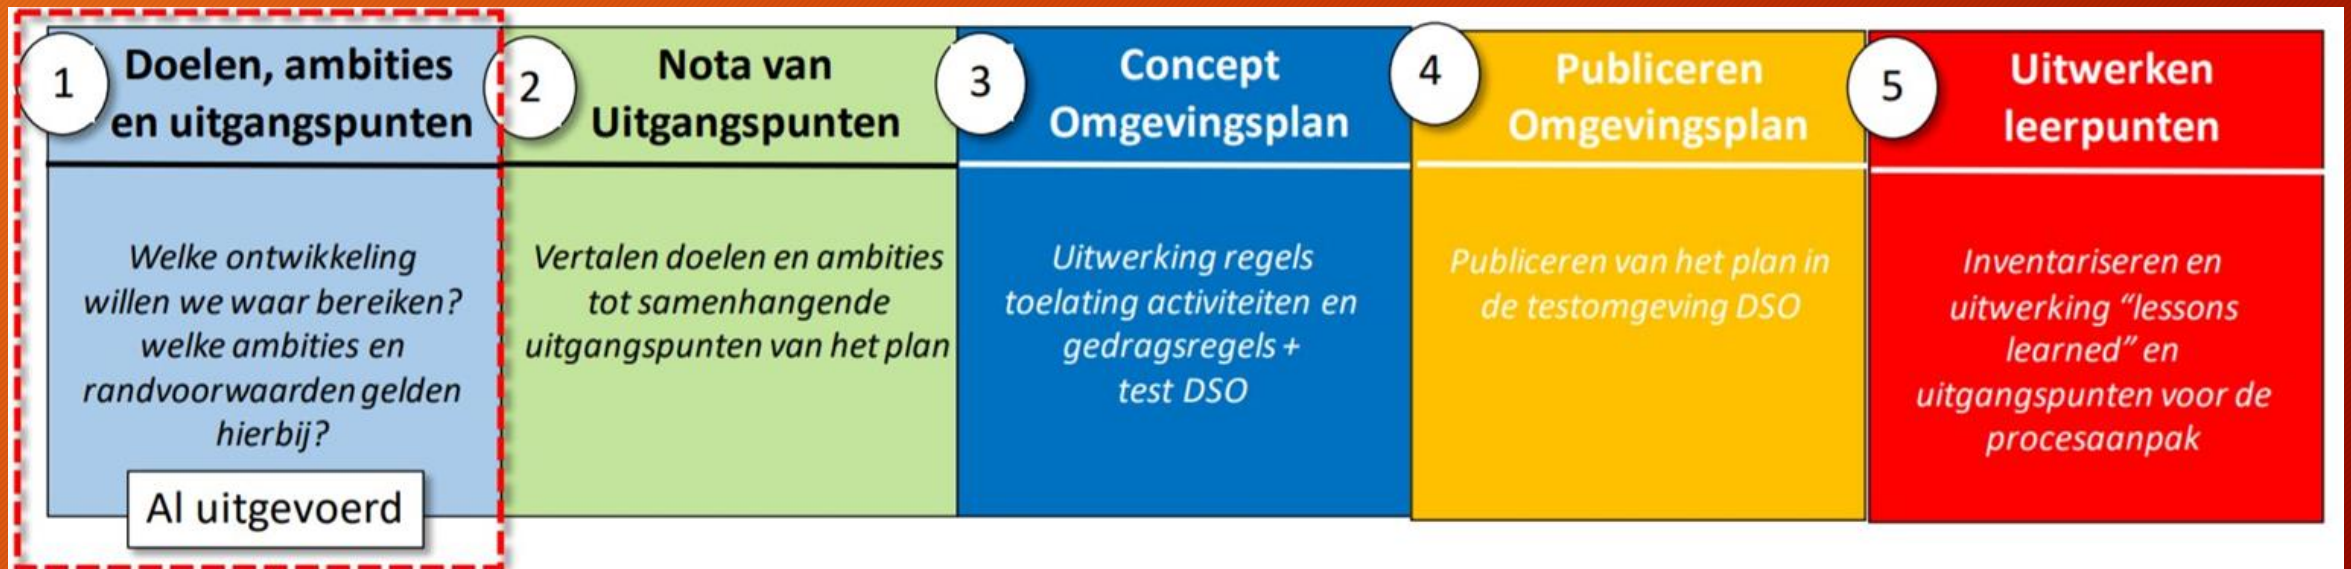 1
Doelen, ambities
en uitgangspunten
Welke ontwikkeling
willen we waar bereiken?
welke ambities en
randvoorwaarden gelden
hierbij?
Al uitgevoerd
2
Nota van
Uitgangspunten
Vertalen doelen en ambities
tot samenhangende
uitgangspunten van het plan
3
Concept
Omgevingsplan
Uitwerking regels
toelating activiteiten en
gedragsregels +
test DSO
4
Publiceren
Omgevingsplan
Publiceren van het plan in
de testomgeving DSO
5
Uitwerken
leerpunten
Inventariseren en
uitwerking “lessons
learned” en
uitgangspunten voor de
procesaanpak